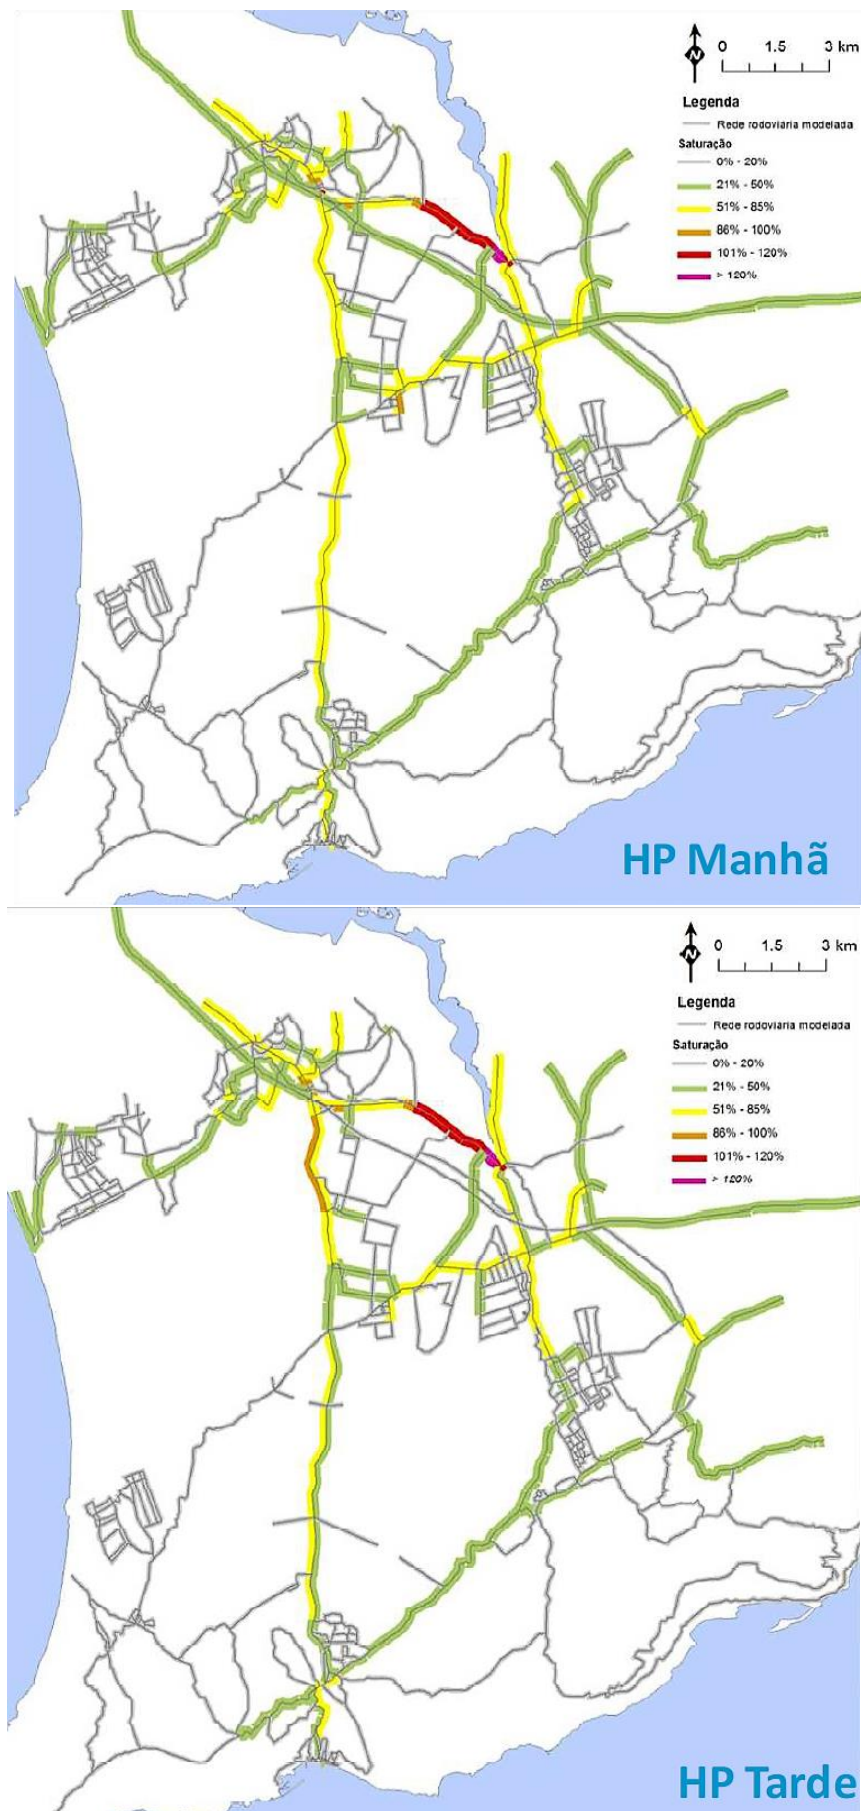 N
0 1.5 3 km
Legenda
Rede rodoviária modelada
Saturação
0% - 20%
21% - 50%
51% - 85%
86% - 100%
101% - 120%
> 120%
HP Manhã
N
0 1.5 3 km
Legenda
Rede rodoviária modelada
Saturação
0% - 20%
21% - 50%
51% - 85%
86% - 100%
101% - 120%
> 120%
HP Tarde